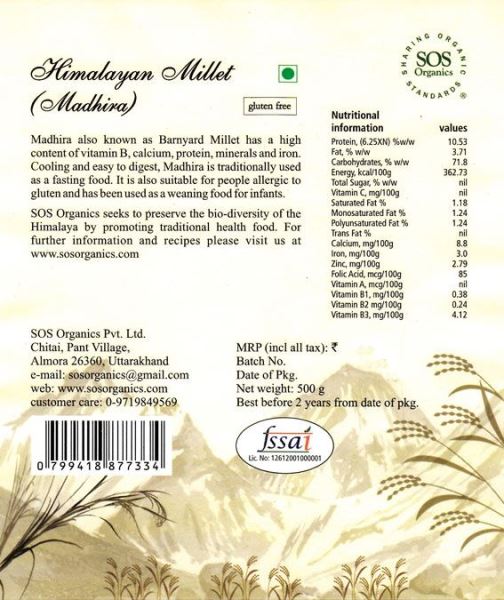 Himalayan Millet
(Madhira)
gluten free
SHARING ORGANIC
SOS
Organics
STANDARDS ®
Madhira also known as Barnyard Millet has a high
content of vitamin B, calcium, protein, minerals and iron.
Cooling and easy to digest, Madhira is traditionally used
as a fasting food. It is also suitable for people allergic to
gluten and has been used as a weaning food for infants.
SOS Organics seeks to preserve the bio-diversity of the
Himalaya by promoting traditional health food. For
further information and recipes please visit us at
www.sosorganics.com
Nutritional
information values
Protein, (6.25XN) %w/w 10.53
Fat, % w/w 3.71
Carbohydrates, % w/w 71.8
Energy, kcal/100g 362.73
Total Sugar, % w/w nil
Vitamin C, mg/100g nil
Saturated Fat % 1.18
Monosaturated Fat % 1.24
Polyunsaturated Fat % 1.24
Trans Fat % nil
Calcium, mg/100g 8.8
Iron, mg/100g 3.0
Zinc, mg/100g 2.79
Folic Acid, mcg/100g 85
Vitamin A, mcg/100g nil
Vitamin B1, mg/100g 0.38
Vitamin B2 mg/100g 0.24
Vitamin B3, mg/100g 4.12
SOS Organics Pvt. Ltd.
Chitai, Pant Village,
Almora 26360, Uttarakhand
e-mail: sosorganics@gmail.com
web: www.sosorganics.com
customer care: 0-9719849569
MRP (incl all tax): ₹
Batch No.
Date of Pkg.
Net weight: 500 g
Best before 2 years from date of pkg.
0 799418 877334
fssai
Lic. No: 12612001000001